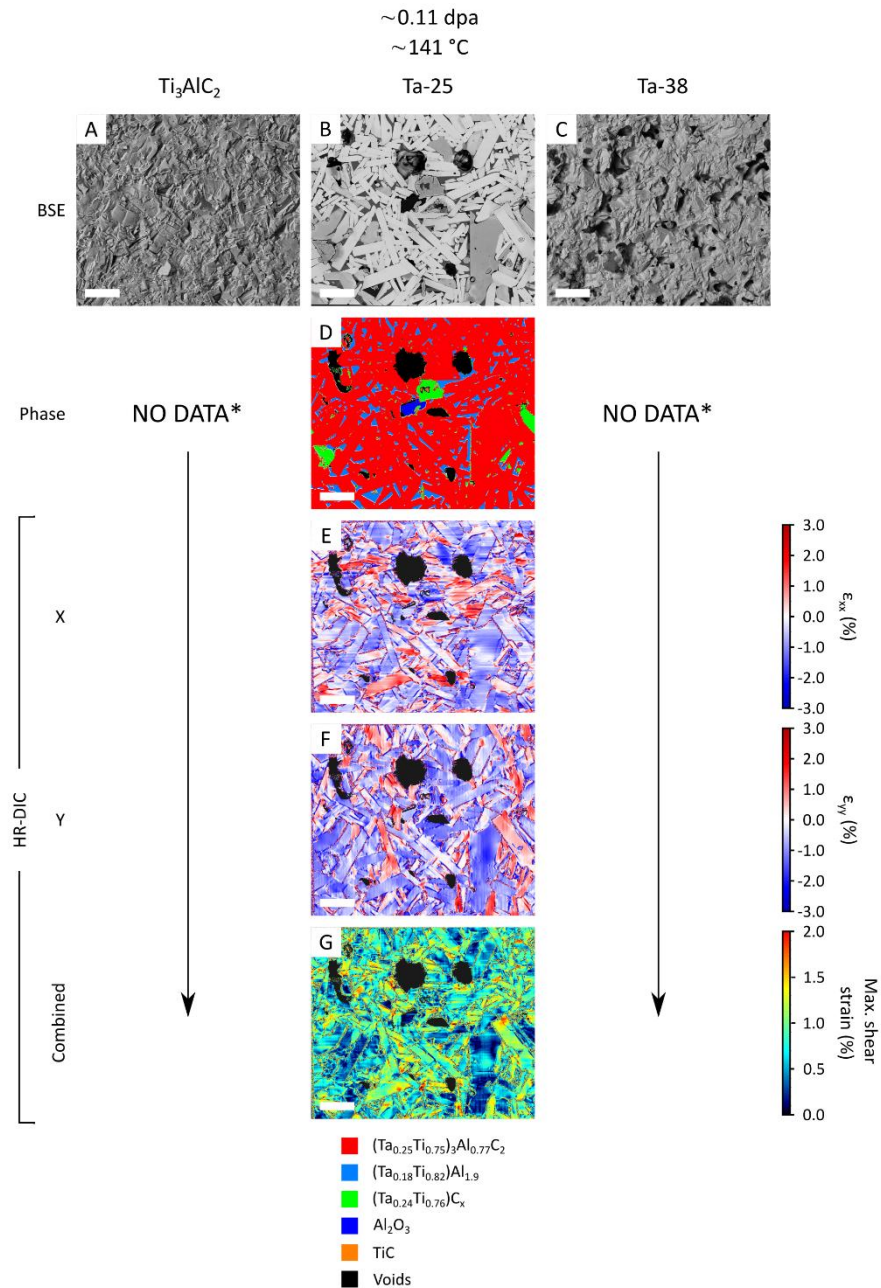 ~0.11 dpa
~141 °C
Ti₃AlC₂
Ta-25
Ta-38
A
B
C
BSE
D
Phase
NO DATA*
NO DATA*
E
X
3.0
2.0
1.0
0.0
-1.0
-2.0
-3.0
εₓₓ (%)
HR-DIC
F
Y
3.0
2.0
1.0
0.0
-1.0
-2.0
-3.0
εᵧᵧ (%)
G
Combined
2.0
1.5
1.0
0.5
0.0
Max. shear
strain (%)
(Ta₀.₂₅Ti₀.₇₅)₃Al₀.₇₇C₂
(Ta₀.₁₈Ti₀.₈₂)Al₁.₉
(Ta₀.₂₄Ti₀.₇₆)Cₓ
Al₂O₃
TiC
Voids